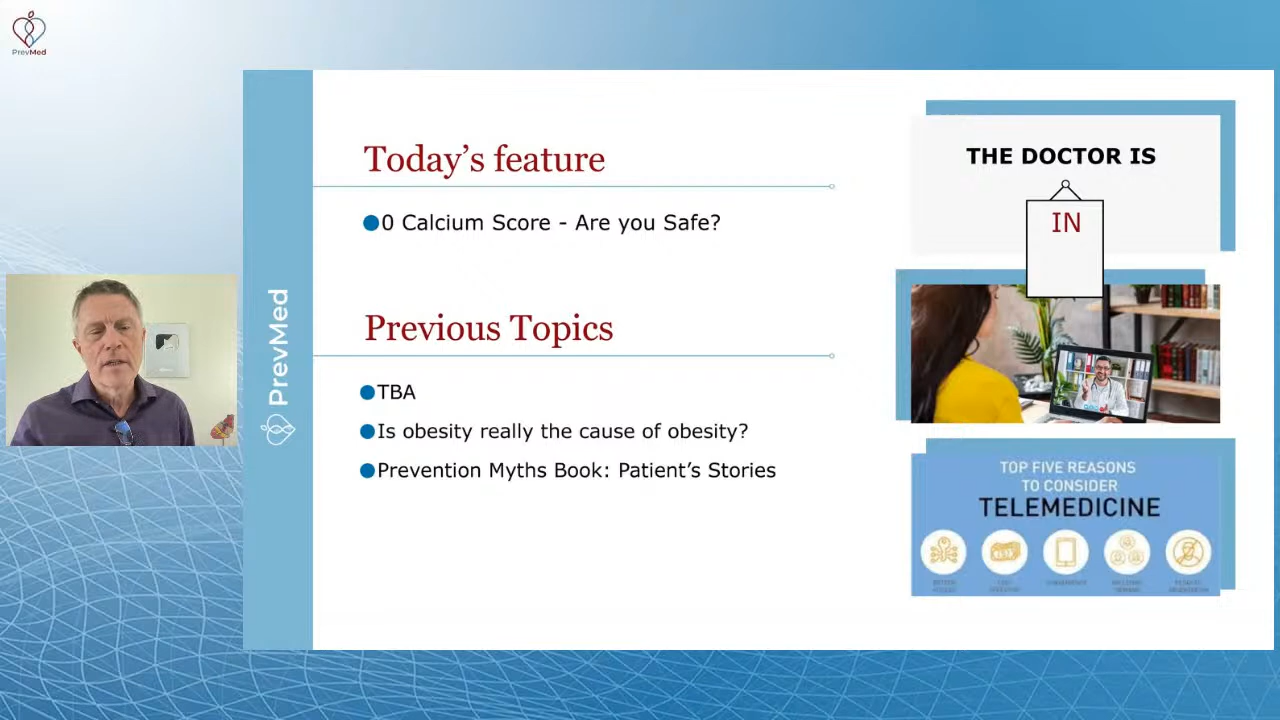 PrevMed
Today's feature
0 Calcium Score - Are you Safe?
Previous Topics
TBA
Is obesity really the cause of obesity?
Prevention Myths Book: Patient's Stories
PrevMed
THE DOCTOR IS
IN
TOP FIVE REASONS
TO CONSIDER
TELEMEDICINE